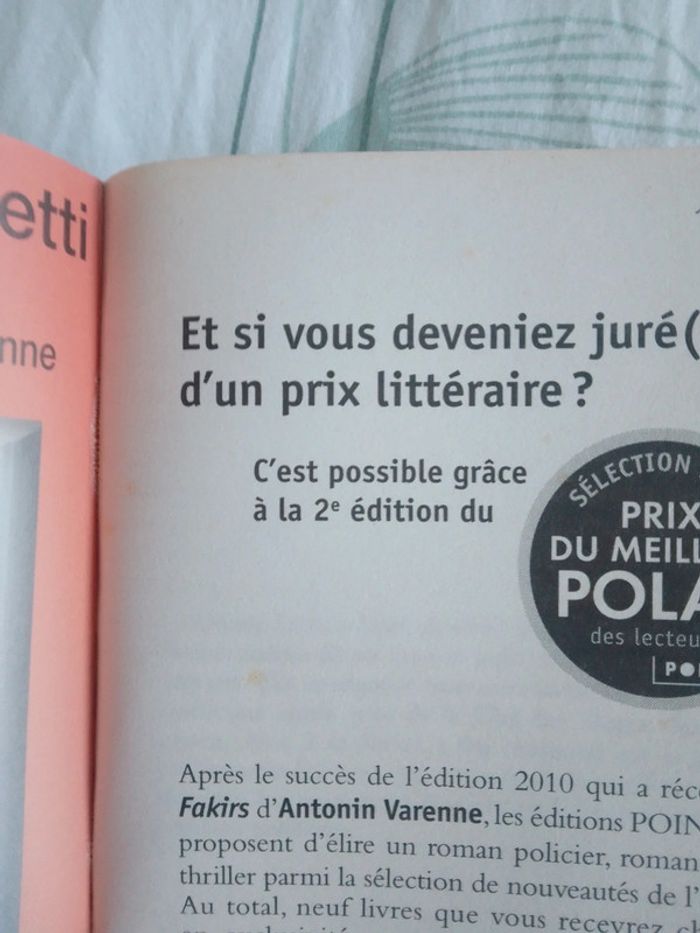 etti
nne
Et si vous deveniez juré(
d'un prix littéraire ?
C'est possible grâce
à la 2e édition du
SÉLECTION
PRIX
DU MEILL
POLA
des lecteu
POI
Après le succès de l'édition 2010 qui a réc
Fakirs d'Antonin Varenne, les éditions POIN
proposent d'élire un roman policier, roman
thriller parmi la sélection de nouveautés de l'
Au total, neuf livres que vous recevrez